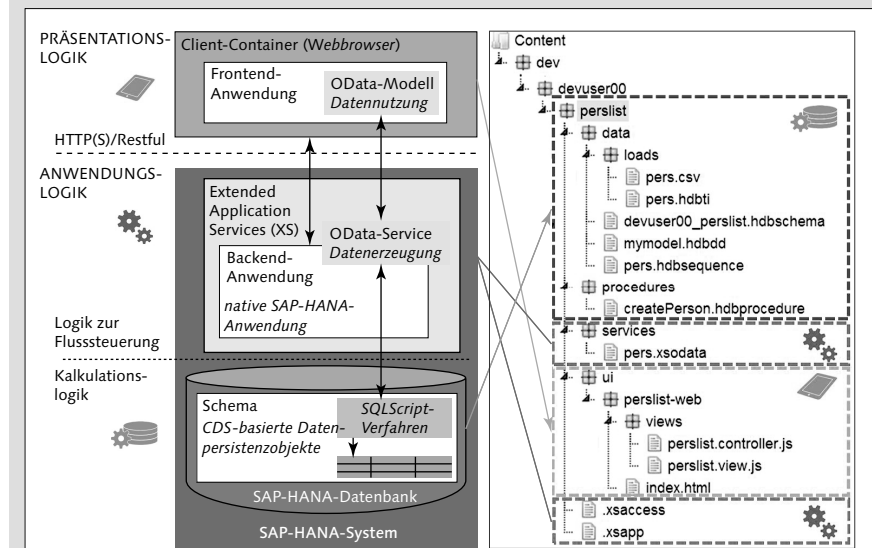 PRÄSENTATIONS-
LOGIK
HTTP(S)/Restful
ANWENDUNGS-
LOGIK
Logik zur
Flusssteuerung
Kalkulations-
logik
Client-Container (Webbrowser)
Frontend-
Anwendung
OData-Modell
Datennutzung
Extended
Application
Services (XS)
OData-Service
Datenerzeugung
Backend-
Anwendung
native SAP-HANA-
Anwendung
Schema
CDS-basierte Daten-
persistenzobjekte
SQLScript-
Verfahren
SAP-HANA-Datenbank
SAP-HANA-System
Content
dev
devuser00
perslist
data
loads
pers.csv
pers.hdbti
devuser00_perslist.hdbschema
mymodel.hdbdd
pers.hdbsequence
procedures
createPerson.hdbprocedure
services
pers.xsodata
ui
perslist-web
views
perslist.controller.js
perslist.view.js
index.html
.xsaccess
.xsapp